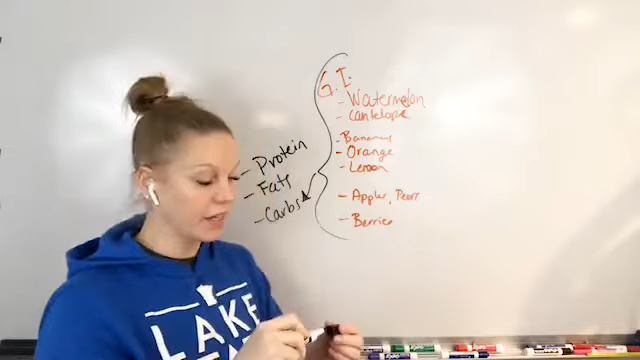 - Protein
- Fats
- Carbs
G.I.
- Watermelon
- Cantelope
- Bananas
- Orange
- Lemon
- Apples, Pears
- Berries
LAKE